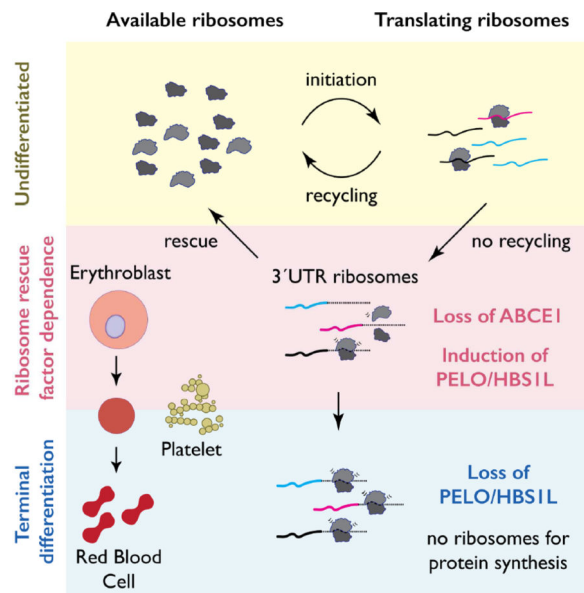 Available ribosomes
Translating ribosomes
Undifferentiated
initiation
recycling
rescue
no recycling
Ribosome rescue
factor dependence
Erythroblast
3´UTR ribosomes
Loss of ABCE1
Induction of
PELO/HBS1L
Platelet
Terminal
differentiation
Loss of
PELO/HBS1L
no ribosomes for
protein synthesis
Red Blood
Cell